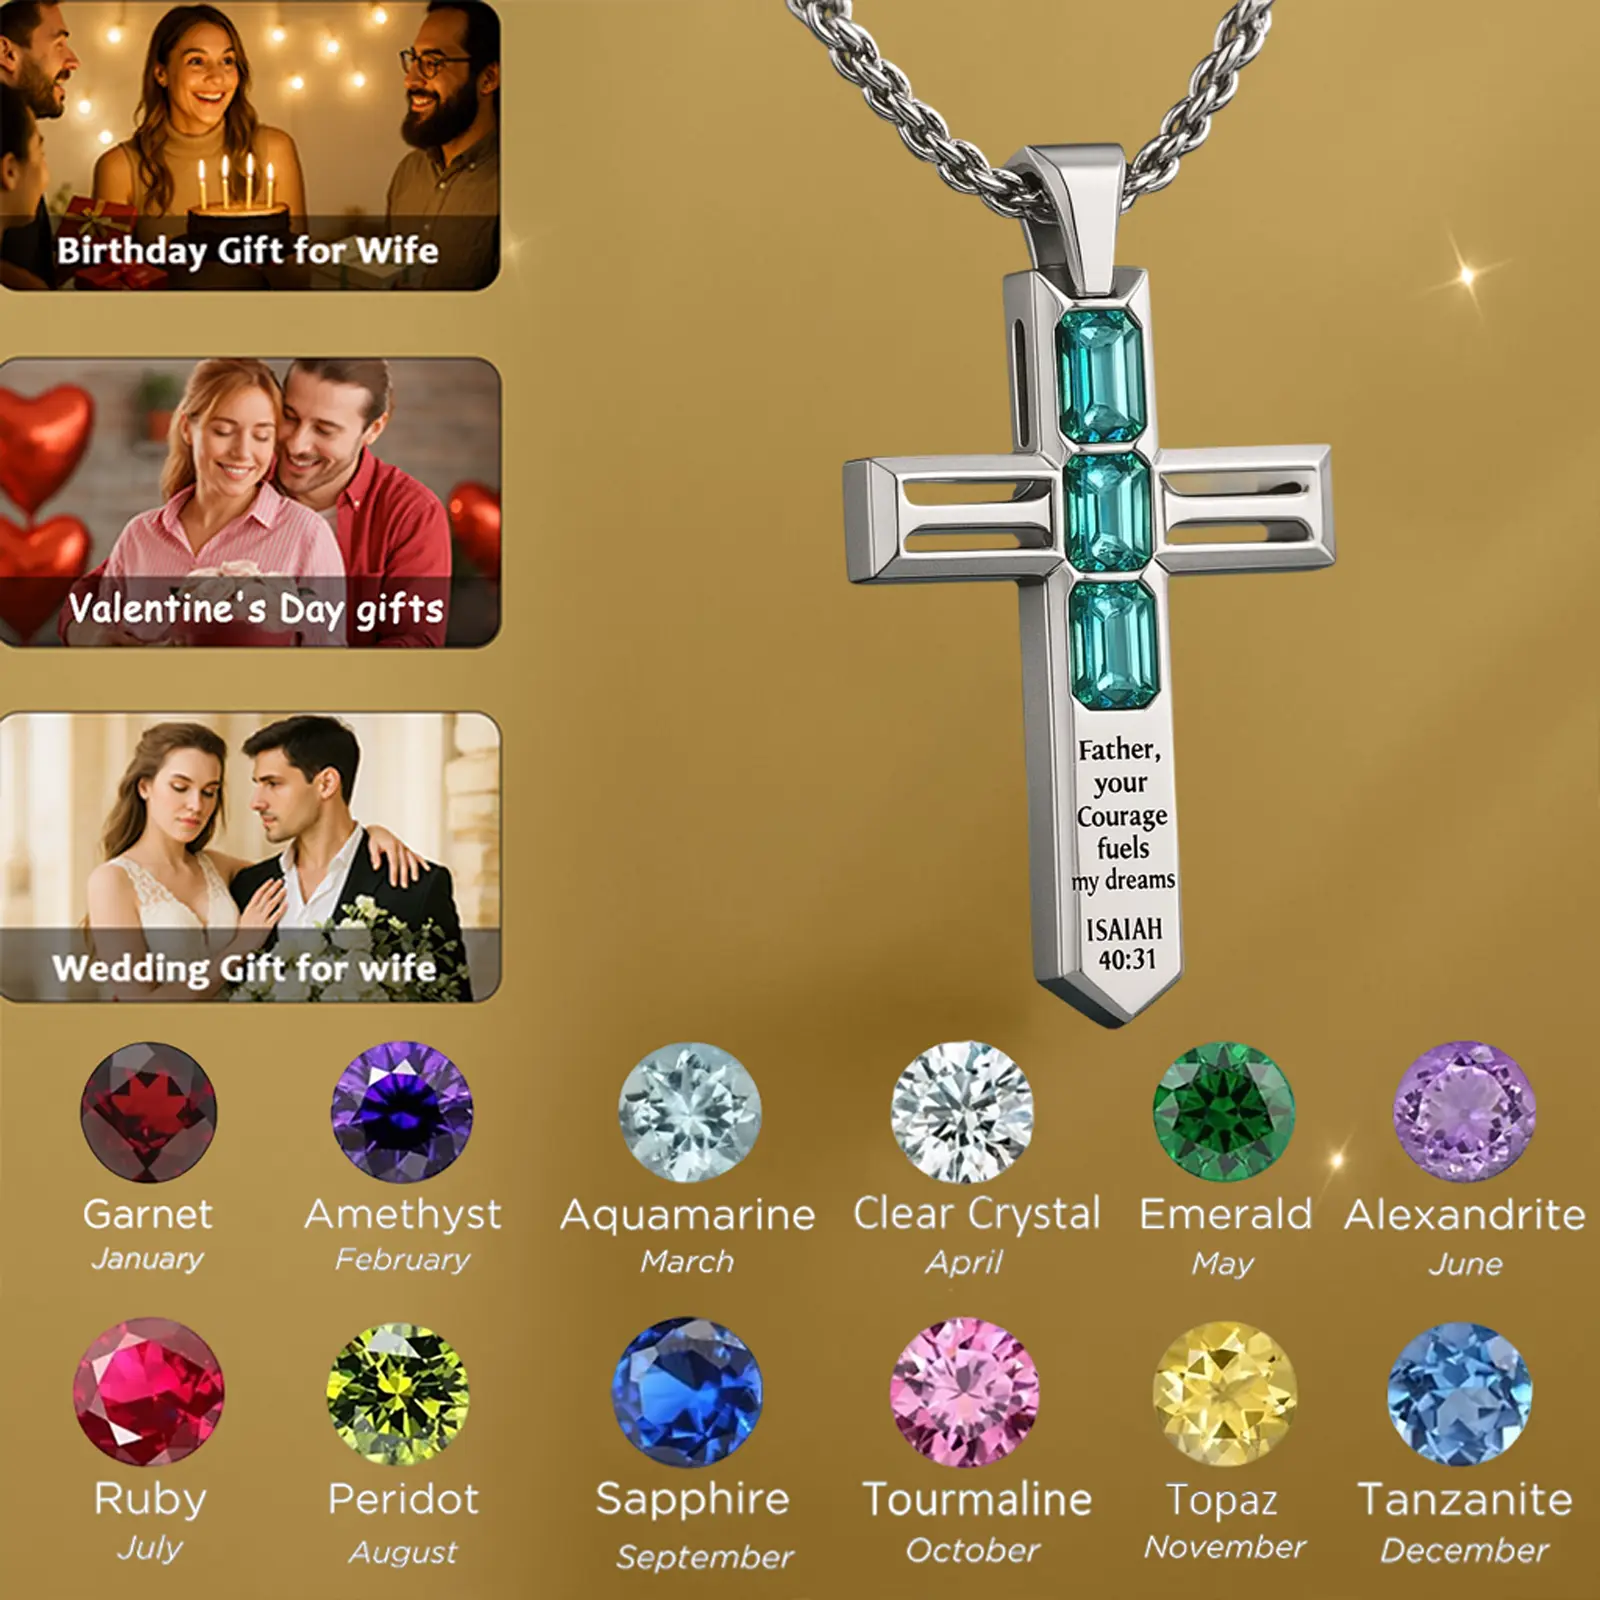 Birthday Gift for Wife
Valentine's Day gifts
Wedding Gift for wife
Father,
your
Courage
fuels
my dreams
ISAIAH
40:31
Garnet
January
Amethyst
February
Aquamarine
March
Clear Crystal
April
Emerald
May
Alexandrite
June
Ruby
July
Peridot
August
Sapphire
September
Tourmaline
October
Topaz
November
Tanzanite
December